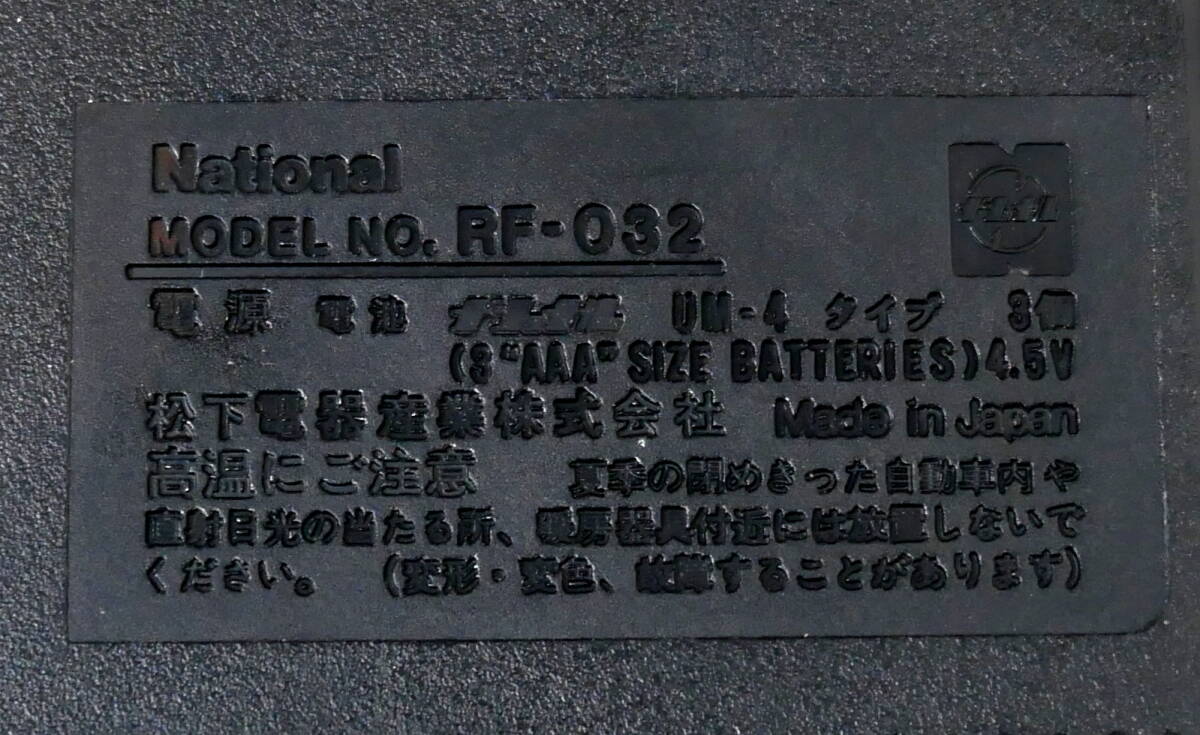 National
MODEL NO. RF-032
電源 電池 ナショナル UM-4 タイプ 3個
(3"AAA"SIZE BATTERIES)4.5V
松下電器産業株式会社 Made in Japan
高温にご注意 夏季の閉めきった自動車内や
直射日光の当たる所、暖房器具付近には放置しないで
ください。 (変形・変色、故障することがあります)